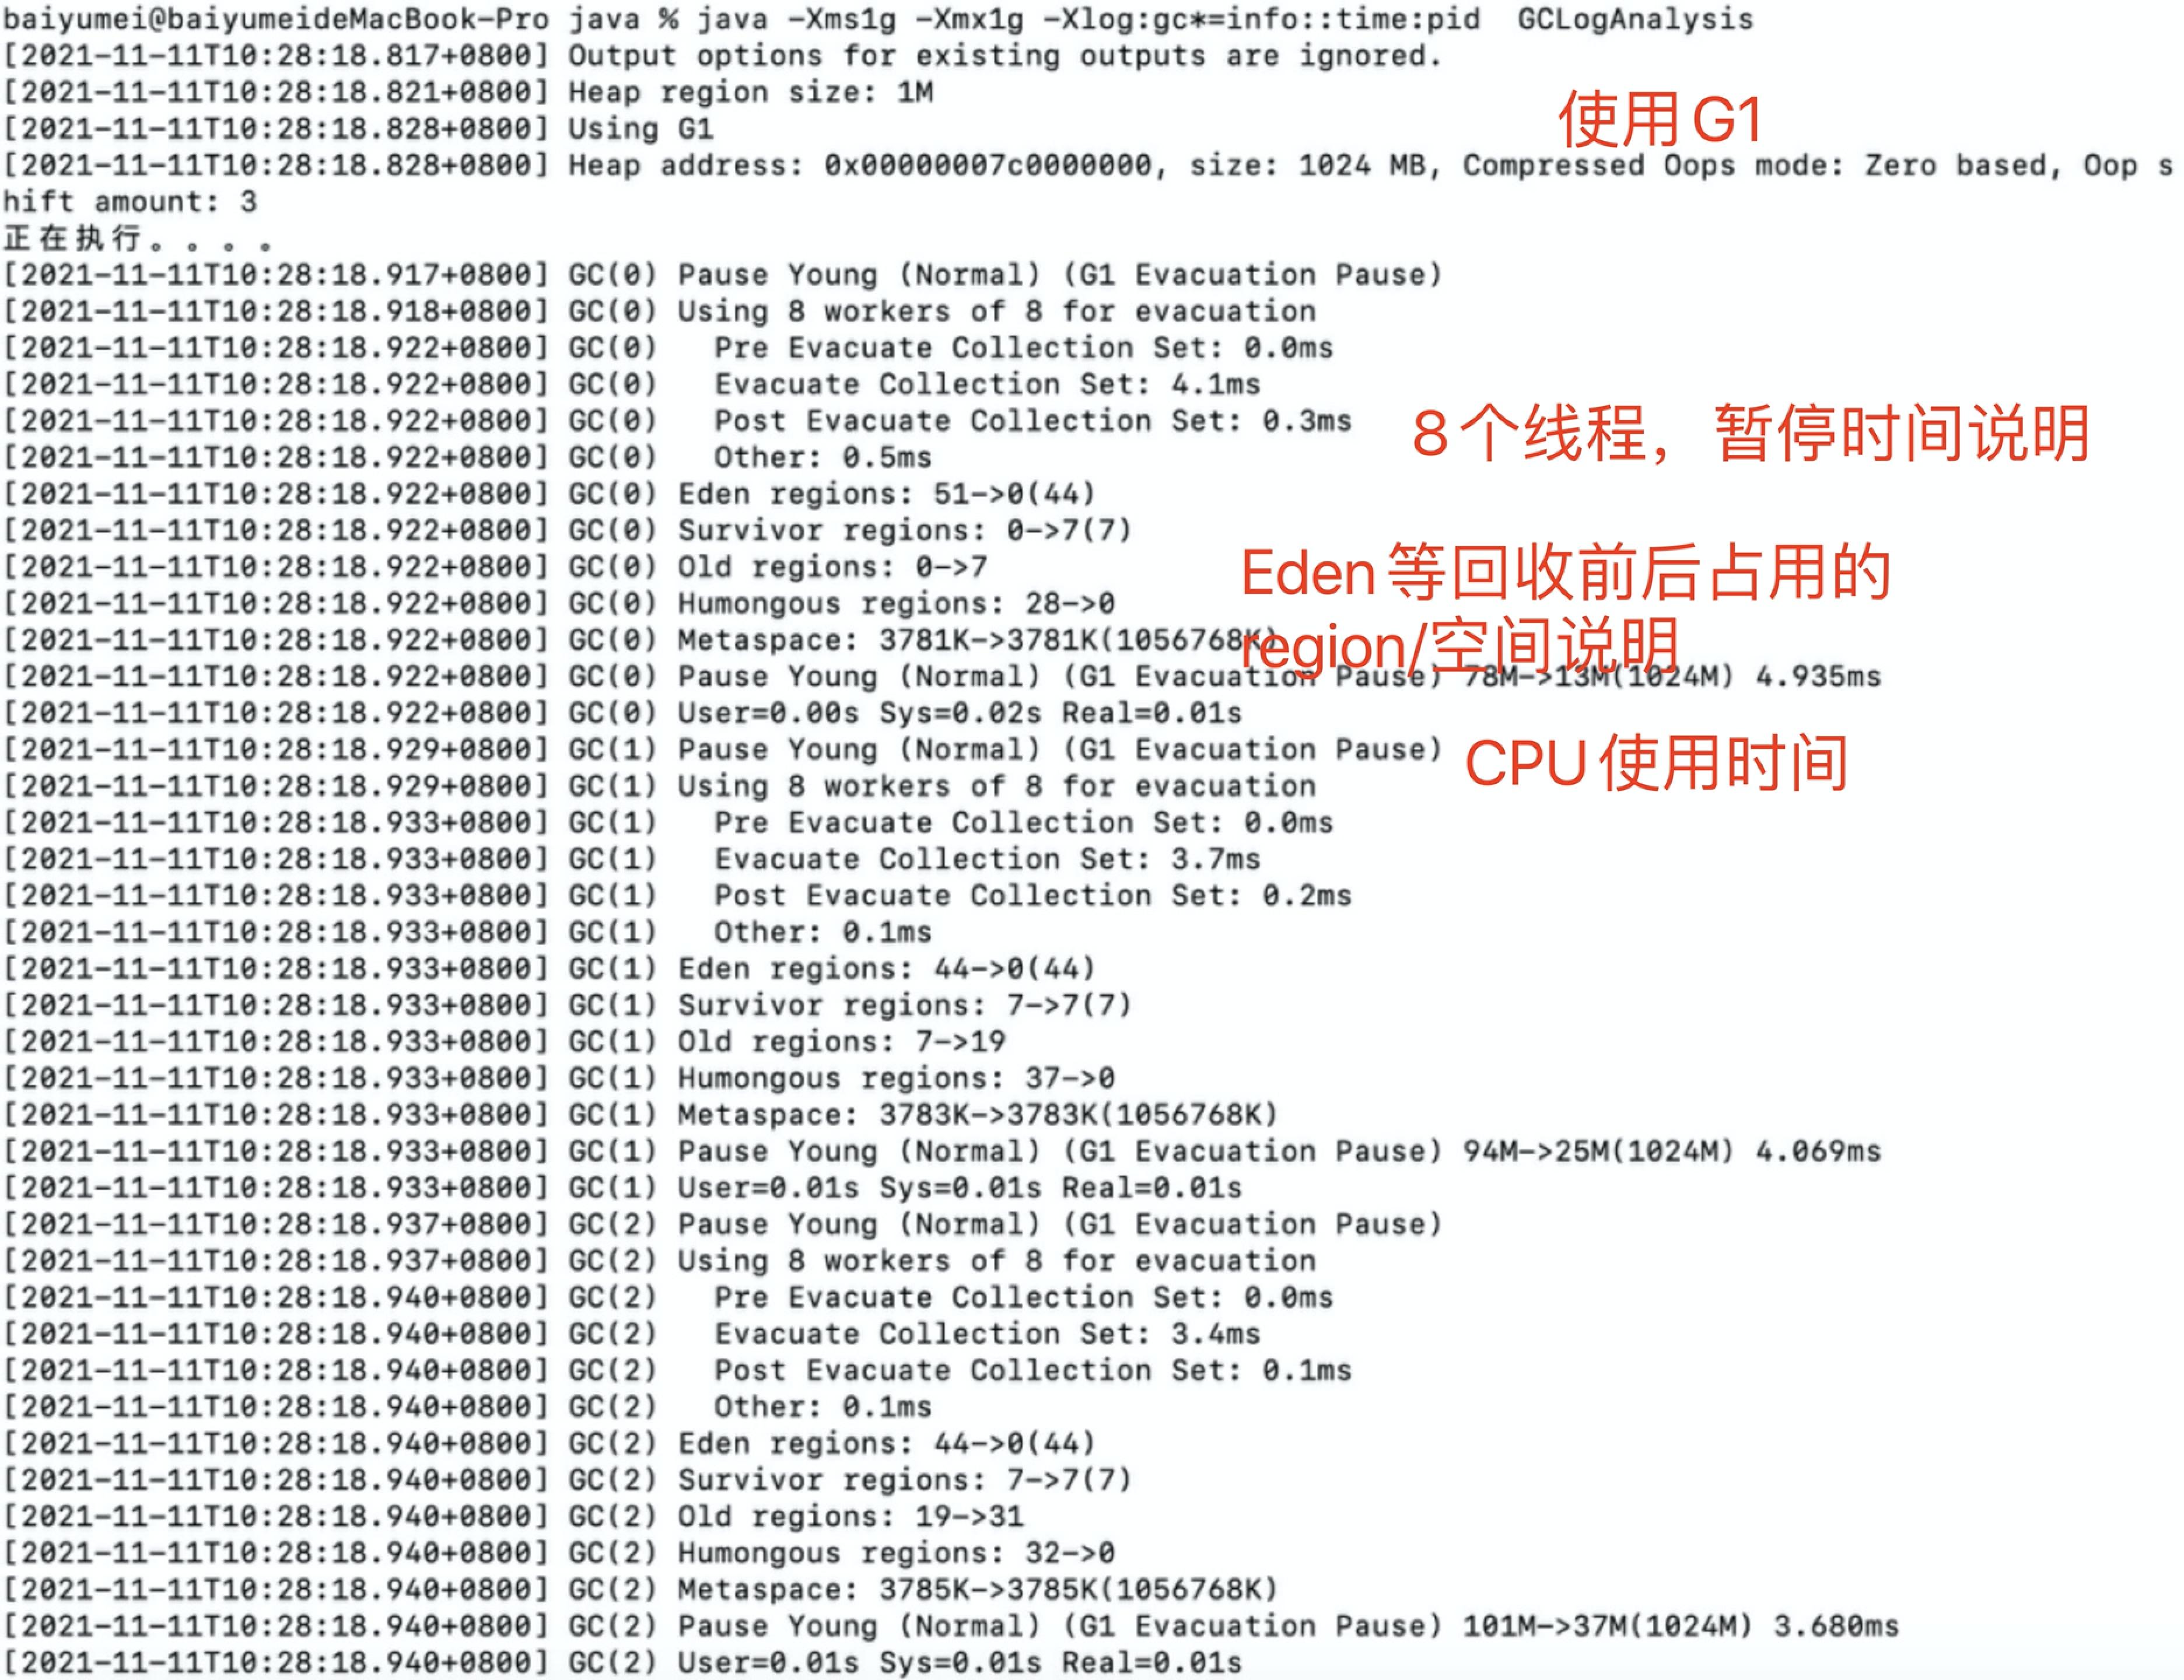 baiyumei@baiyumeideMacBook-Pro java % java -Xms1g -Xmx1g -Xlog:gc*=info::time:pid  GCLogAnalysis
[2021-11-11T10:28:18.817+0800] Output options for existing outputs are ignored.
[2021-11-11T10:28:18.821+0800] Heap region size: 1M
使用G1
[2021-11-11T10:28:18.828+0800] Using G1
[2021-11-11T10:28:18.828+0800] Heap address: 0x00000007c0000000, size: 1024 MB, Compressed Oops mode: Zero based, Oop s
hift amount: 3
正在执行。。。。
[2021-11-11T10:28:18.917+0800] GC(0) Pause Young (Normal) (G1 Evacuation Pause)
[2021-11-11T10:28:18.918+0800] GC(0) Using 8 workers of 8 for evacuation
[2021-11-11T10:28:18.922+0800] GC(0)   Pre Evacuate Collection Set: 0.0ms
[2021-11-11T10:28:18.922+0800] GC(0)   Evacuate Collection Set: 4.1ms
[2021-11-11T10:28:18.922+0800] GC(0)   Post Evacuate Collection Set: 0.3ms
8个线程，暂停时间说明
[2021-11-11T10:28:18.922+0800] GC(0)   Other: 0.5ms
[2021-11-11T10:28:18.922+0800] GC(0) Eden regions: 51->0(44)
[2021-11-11T10:28:18.922+0800] GC(0) Survivor regions: 0->7(7)
[2021-11-11T10:28:18.922+0800] GC(0) Old regions: 0->7
Eden等回收前后占用的
region/空间说明
[2021-11-11T10:28:18.922+0800] GC(0) Humongous regions: 28->0
[2021-11-11T10:28:18.922+0800] GC(0) Metaspace: 3781K->3781K(1056768K)
[2021-11-11T10:28:18.922+0800] GC(0) Pause Young (Normal) (G1 Evacuation Pause) 78M->13M(1024M) 4.935ms
[2021-11-11T10:28:18.922+0800] GC(0) User=0.00s Sys=0.02s Real=0.01s
[2021-11-11T10:28:18.929+0800] GC(1) Pause Young (Normal) (G1 Evacuation Pause)
CPU使用时间
[2021-11-11T10:28:18.929+0800] GC(1) Using 8 workers of 8 for evacuation
[2021-11-11T10:28:18.933+0800] GC(1)   Pre Evacuate Collection Set: 0.0ms
[2021-11-11T10:28:18.933+0800] GC(1)   Evacuate Collection Set: 3.7ms
[2021-11-11T10:28:18.933+0800] GC(1)   Post Evacuate Collection Set: 0.2ms
[2021-11-11T10:28:18.933+0800] GC(1)   Other: 0.1ms
[2021-11-11T10:28:18.933+0800] GC(1) Eden regions: 44->0(44)
[2021-11-11T10:28:18.933+0800] GC(1) Survivor regions: 7->7(7)
[2021-11-11T10:28:18.933+0800] GC(1) Old regions: 7->19
[2021-11-11T10:28:18.933+0800] GC(1) Humongous regions: 37->0
[2021-11-11T10:28:18.933+0800] GC(1) Metaspace: 3783K->3783K(1056768K)
[2021-11-11T10:28:18.933+0800] GC(1) Pause Young (Normal) (G1 Evacuation Pause) 94M->25M(1024M) 4.069ms
[2021-11-11T10:28:18.933+0800] GC(1) User=0.01s Sys=0.01s Real=0.01s
[2021-11-11T10:28:18.937+0800] GC(2) Pause Young (Normal) (G1 Evacuation Pause)
[2021-11-11T10:28:18.937+0800] GC(2) Using 8 workers of 8 for evacuation
[2021-11-11T10:28:18.940+0800] GC(2)   Pre Evacuate Collection Set: 0.0ms
[2021-11-11T10:28:18.940+0800] GC(2)   Evacuate Collection Set: 3.4ms
[2021-11-11T10:28:18.940+0800] GC(2)   Post Evacuate Collection Set: 0.1ms
[2021-11-11T10:28:18.940+0800] GC(2)   Other: 0.1ms
[2021-11-11T10:28:18.940+0800] GC(2) Eden regions: 44->0(44)
[2021-11-11T10:28:18.940+0800] GC(2) Survivor regions: 7->7(7)
[2021-11-11T10:28:18.940+0800] GC(2) Old regions: 19->31
[2021-11-11T10:28:18.940+0800] GC(2) Humongous regions: 32->0
[2021-11-11T10:28:18.940+0800] GC(2) Metaspace: 3785K->3785K(1056768K)
[2021-11-11T10:28:18.940+0800] GC(2) Pause Young (Normal) (G1 Evacuation Pause) 101M->37M(1024M) 3.680ms
[2021-11-11T10:28:18.940+0800] GC(2) User=0.01s Sys=0.01s Real=0.01s